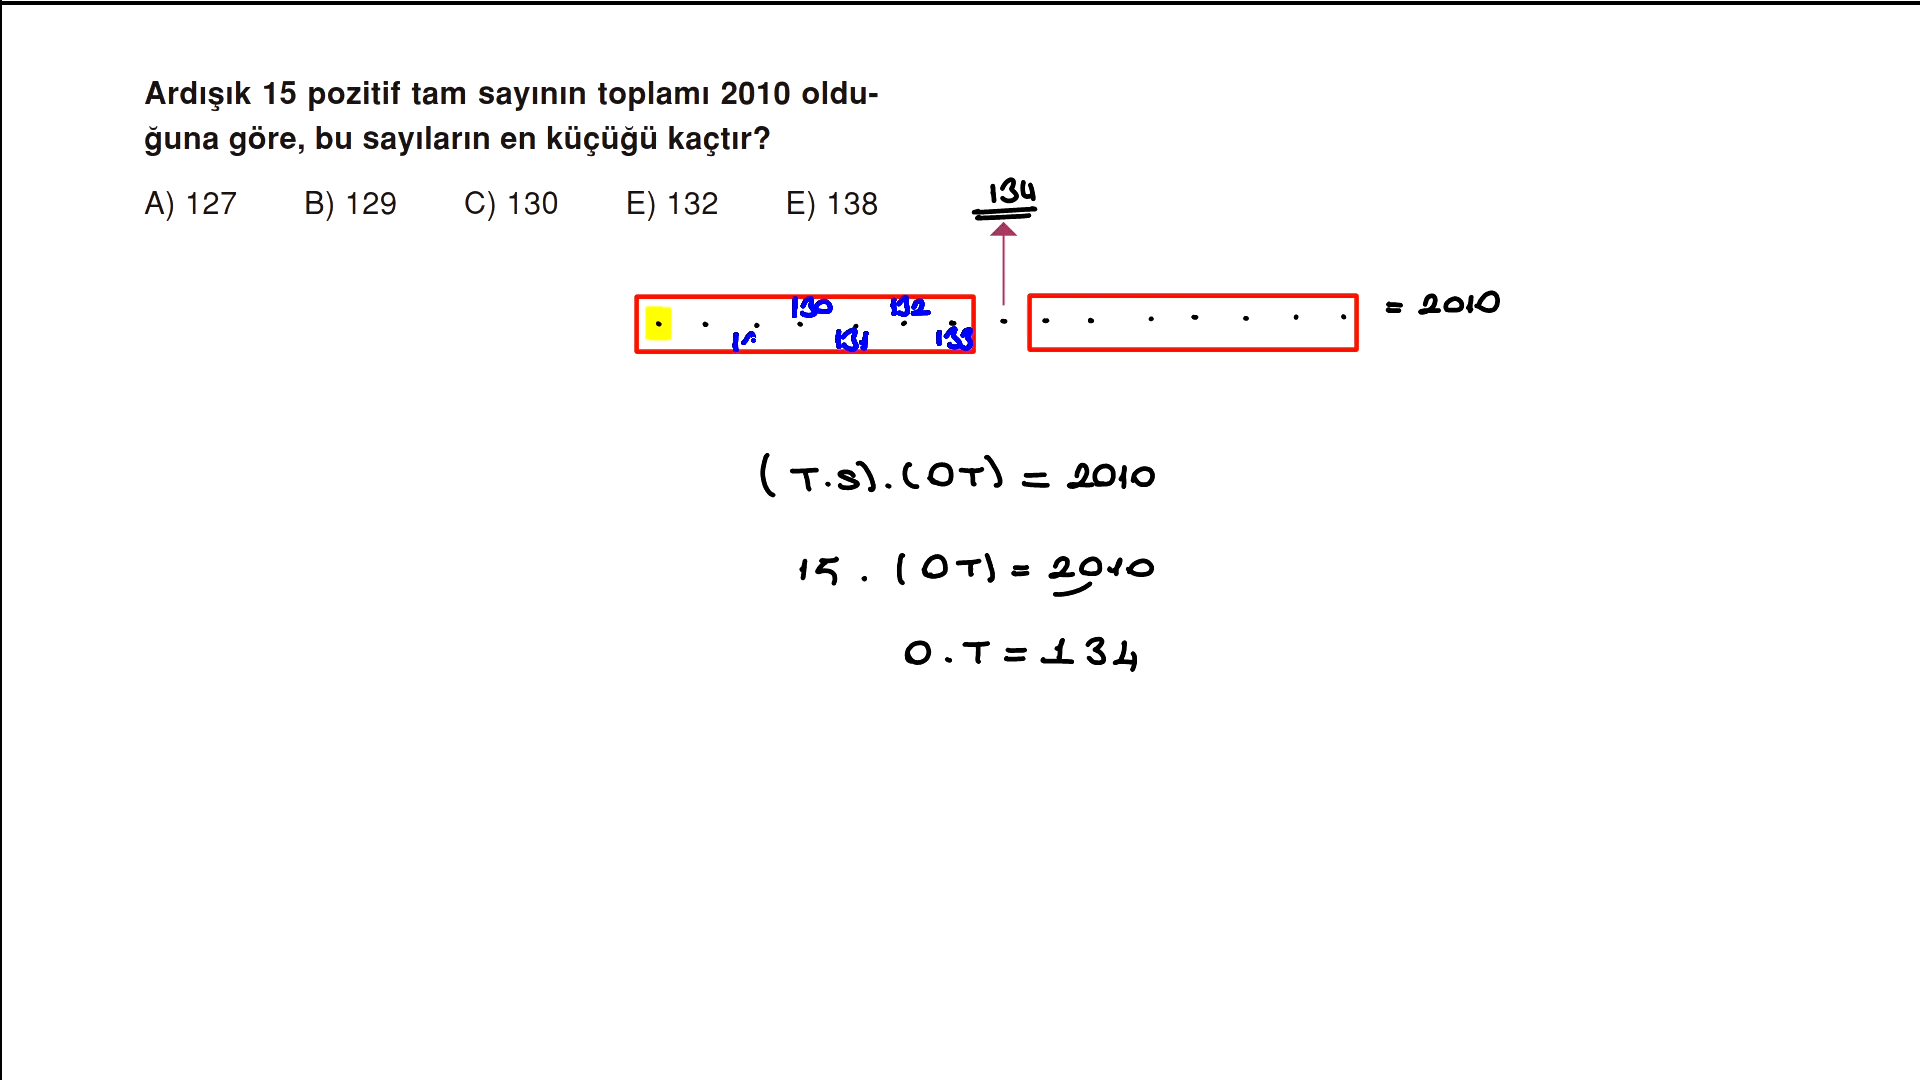 Ardışık 15 pozitif tam sayının toplamı 2010 oldu-
ğuna göre, bu sayıların en küçüğü kaçtır?
A) 127 B) 129 C) 130 E) 132 E) 138
134
130 132
131 133
= 2010
(T.S).(OT) = 2010
15 . (OT) = 2010
O.T = 134